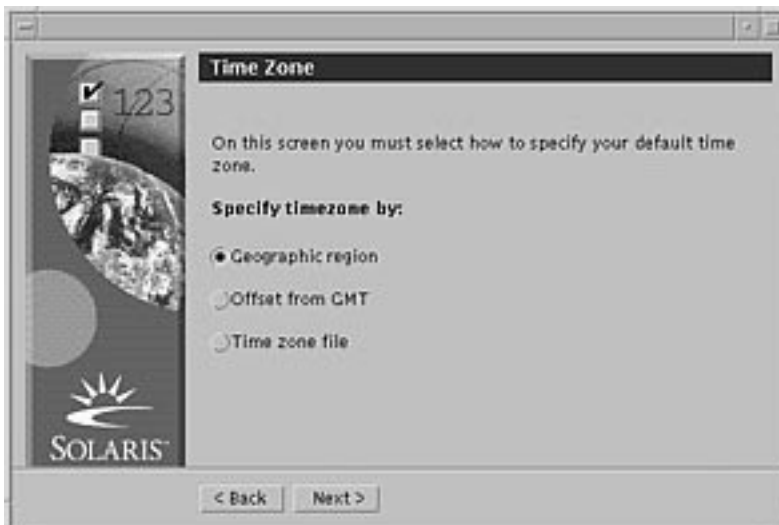 Time Zone
123
On this screen you must select how to specify your default time
zone.
Specify timezone by:
Geographic region
Offset from GMT
Time zone file
SOLARIS™
< Back
Next >